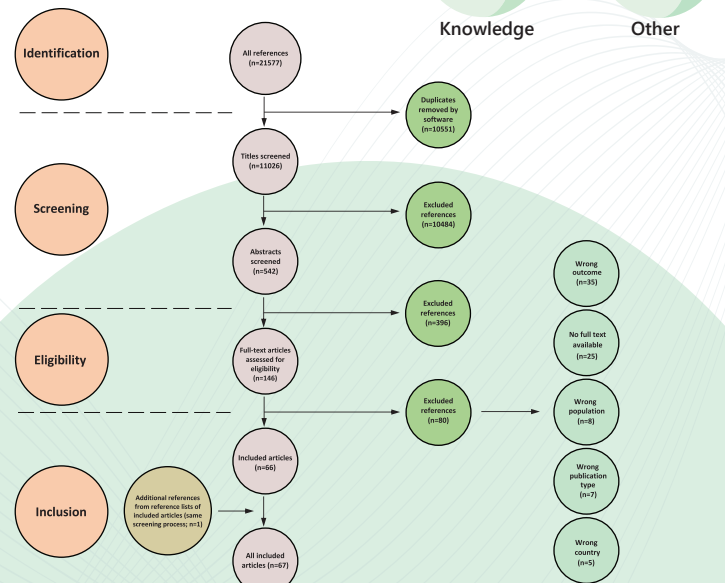 Knowledge
Other
Identification
All references
(n=21577)
Duplicates
removed by
software
(n=10551)
Titles screened
(n=11026)
Screening
Excluded
references
(n=10484)
Abstracts
screened
(n=542)
Wrong
outcome
(n=35)
Excluded
references
(n=396)
Eligibility
Full-text articles
assessed for
eligibility
(n=146)
No full text
available
(n=25)
Excluded
references
(n=80)
Wrong
population
(n=8)
Included articles
(n=66)
Wrong
publication
type
(n=7)
Inclusion
Additional references
from reference lists of
included articles (same
screening process; n=1)
All included
articles (n=67)
Wrong
country
(n=5)